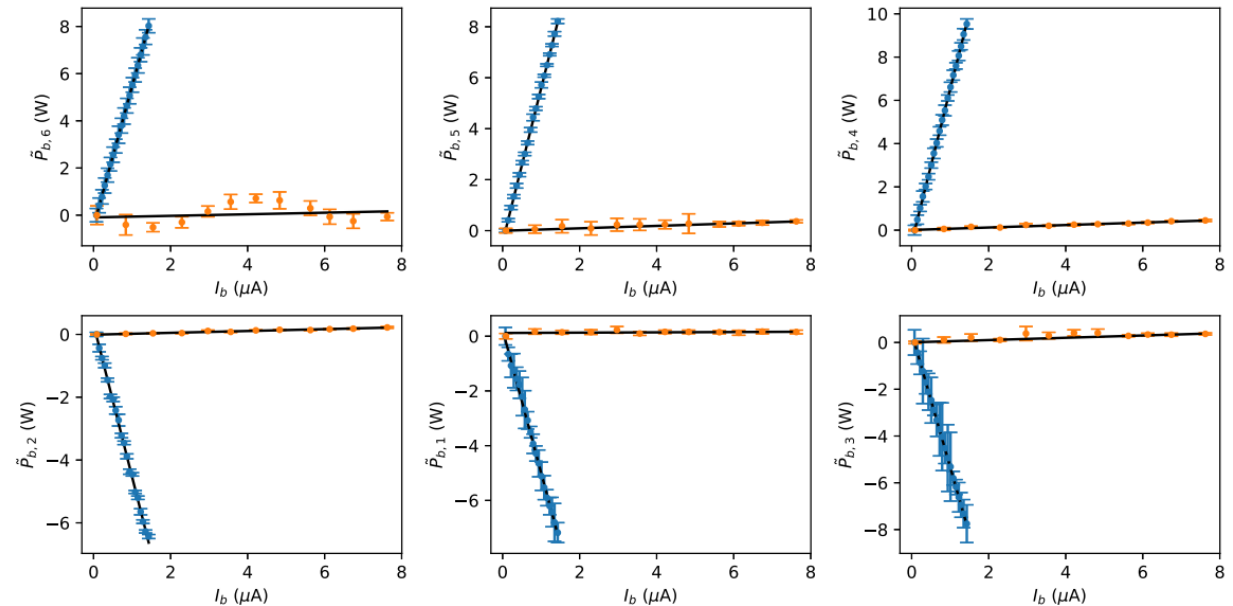 8
6
4
2
0
P̃b,6 (W)
0 2 4 6 8
Ib (μA)
8
6
4
2
0
P̃b,5 (W)
0 2 4 6 8
Ib (μA)
10
8
6
4
2
0
P̃b,4 (W)
0 2 4 6 8
Ib (μA)
0
−2
−4
−6
P̃b,2 (W)
0 2 4 6 8
Ib (μA)
0
−2
−4
−6
P̃b,1 (W)
0 2 4 6 8
Ib (μA)
0
−2
−4
−6
−8
P̃b,3 (W)
0 2 4 6 8
Ib (μA)